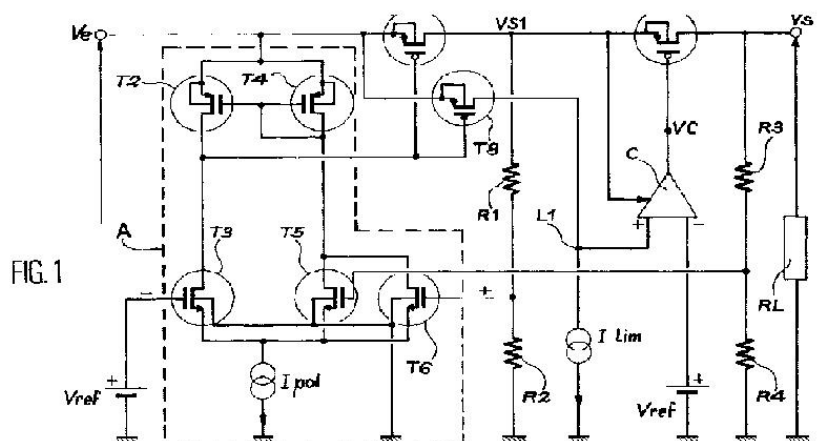 Ve
VS1
Vs
T2
T4
T8
VC
C
R3
R1
L1
+
-
A
T3
T5
FIG.1
RL
-
+
I lim
T6
+
Vref
I pol
R2
+
Vref
R4